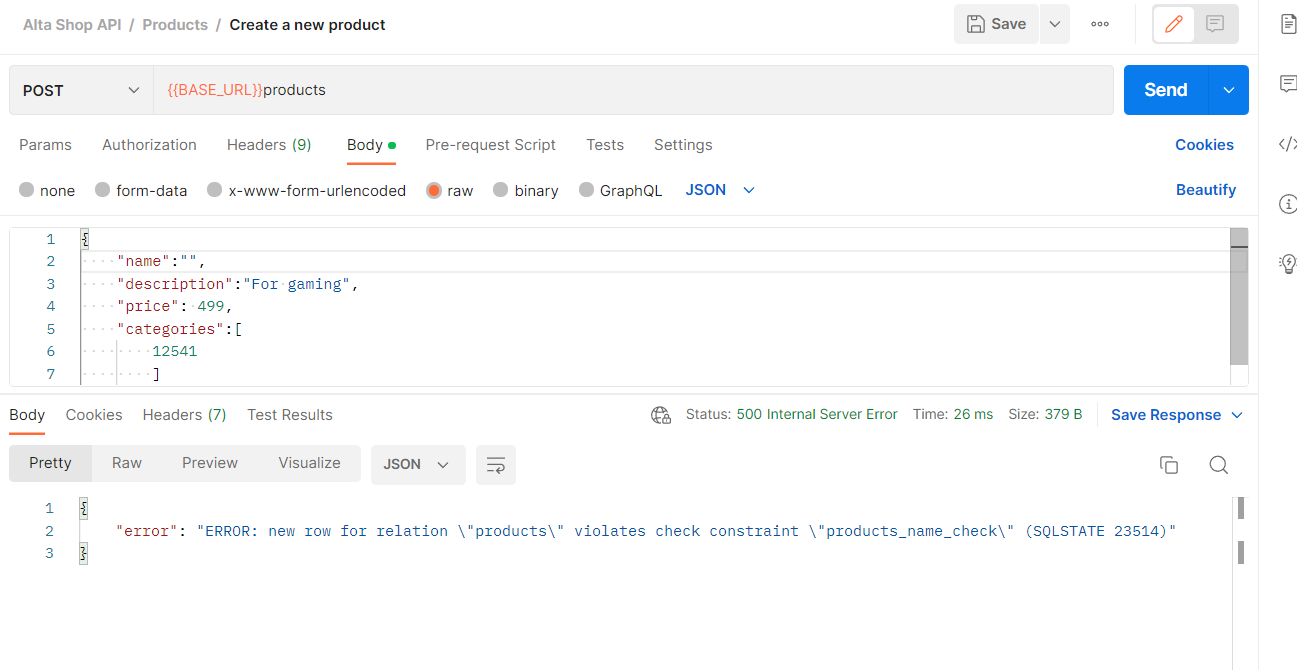 Alta Shop API / Products / Create a new product
Save
POST
{{BASE_URL}}products
Send
Params Authorization Headers (9) Body Pre-request Script Tests Settings Cookies
none form-data x-www-form-urlencoded raw binary GraphQL JSON Beautify
1 {
2 "name":"",
3 "description":"For gaming",
4 "price": 499,
5 "categories":[
6 12541
7 ]
Body Cookies Headers (7) Test Results Status: 500 Internal Server Error Time: 26 ms Size: 379 B Save Response
Pretty Raw Preview Visualize JSON
1 {
2 "error": "ERROR: new row for relation \"products\" violates check constraint \"products_name_check\" (SQLSTATE 23514)"
3 }